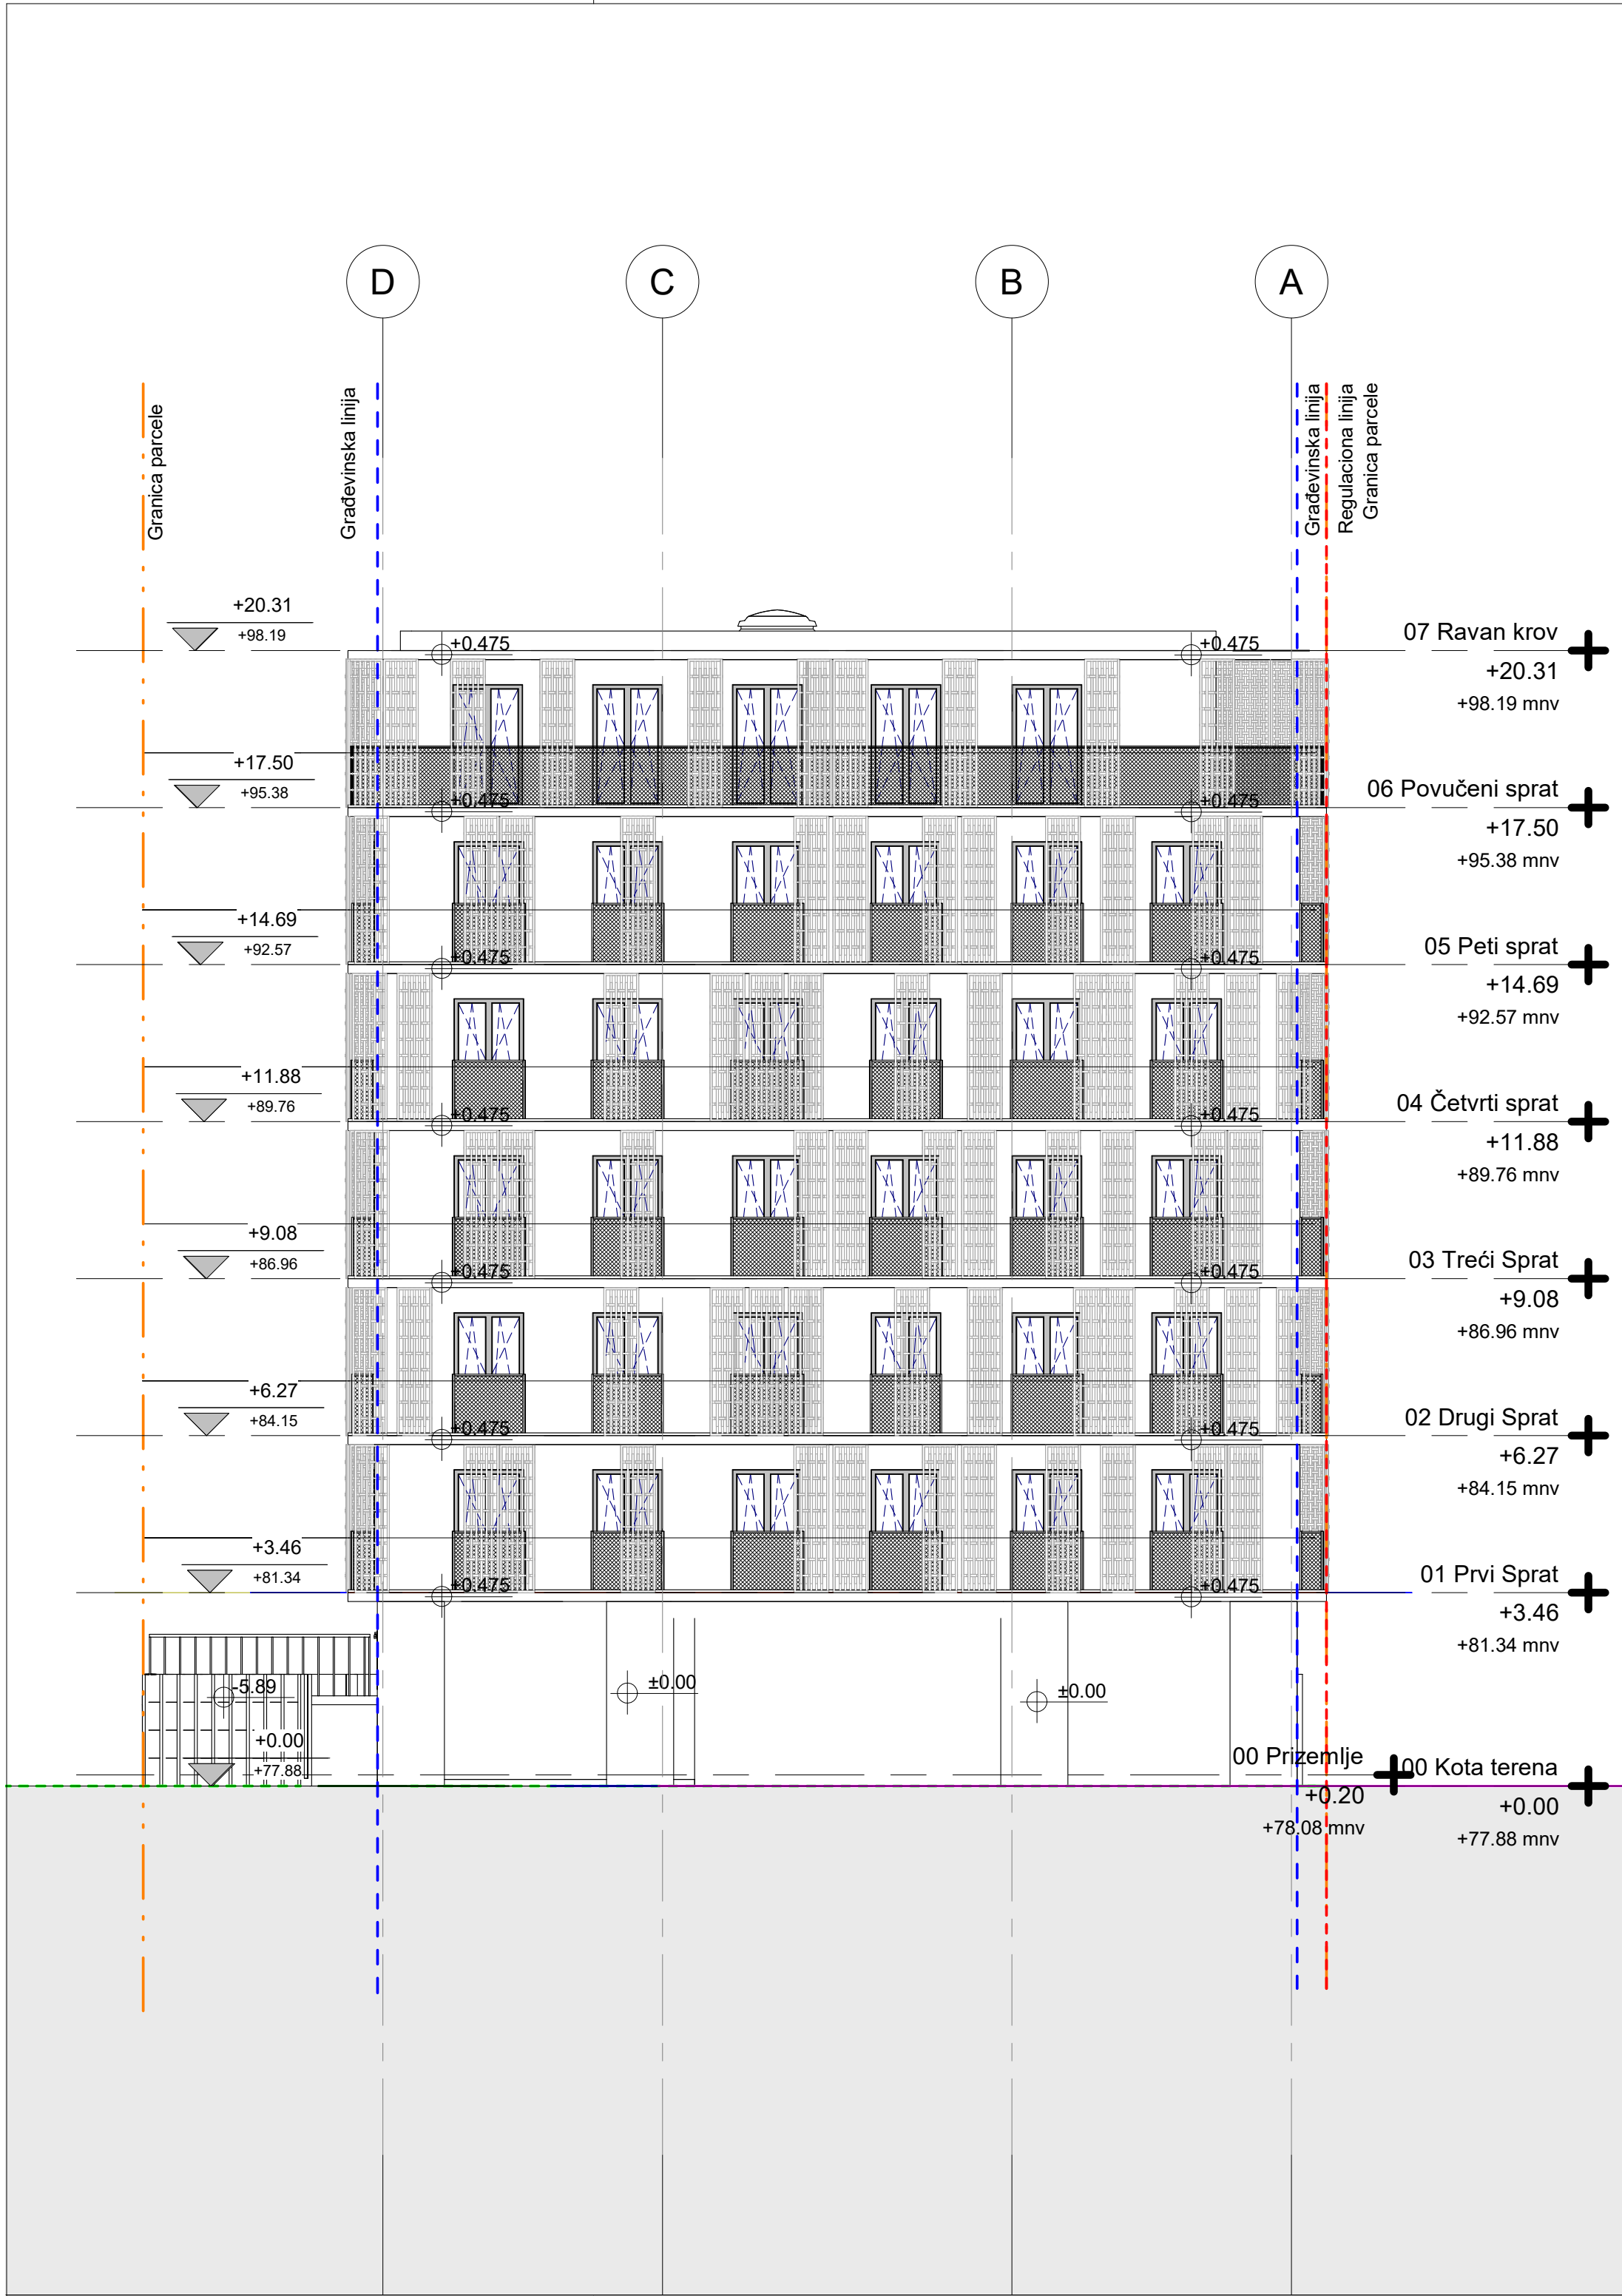 D
C
B
A
Granica parcele
Građevinska linija
Građevinska linija
Regulaciona linija
Granica parcele
+20.31
+98.19
+0.475
+0.475
07 Ravan krov
+20.31
+98.19 mnv
+17.50
+95.38
+0.475
+0.475
06 Povučeni sprat
+17.50
+95.38 mnv
+14.69
+92.57
+0.475
+0.475
05 Peti sprat
+14.69
+92.57 mnv
+11.88
+89.76
+0.475
+0.475
04 Četvrti sprat
+11.88
+89.76 mnv
+9.08
+86.96
+0.475
+0.475
03 Treći Sprat
+9.08
+86.96 mnv
+6.27
+84.15
+0.475
+0.475
02 Drugi Sprat
+6.27
+84.15 mnv
+3.46
+81.34
+0.475
+0.475
01 Prvi Sprat
+3.46
+81.34 mnv
-5.89
±0.00
±0.00
+0.00
+77.88
00 Prizemlje
+0.20
+78.08 mnv
00 Kota terena
+0.00
+77.88 mnv